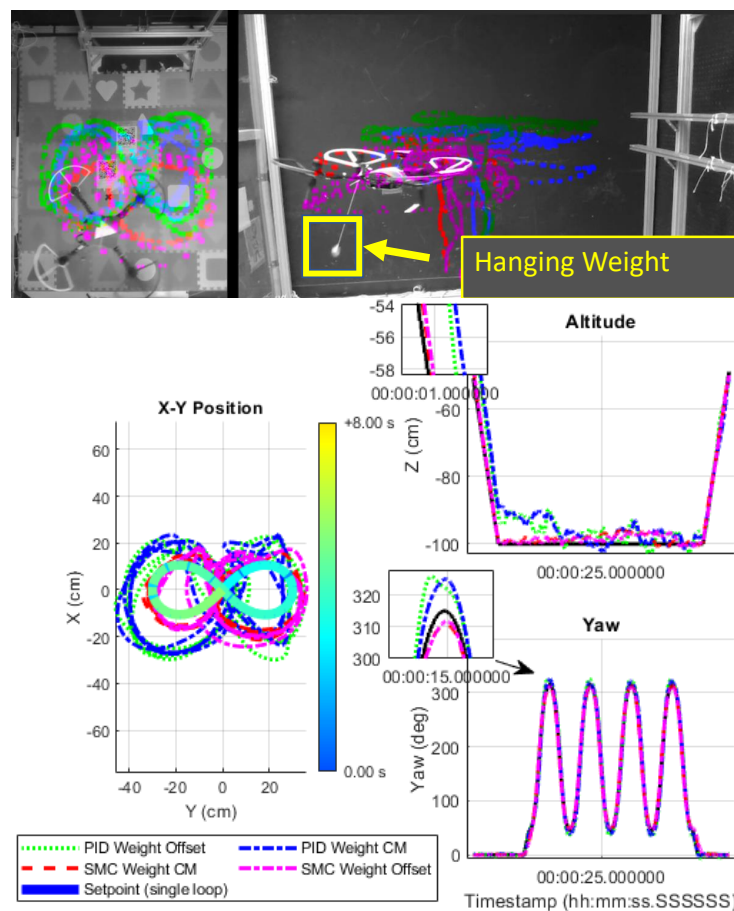 Hanging Weight
-54
-56
-58
00:00:01.000000
Altitude
-60
-80
-100
Z (cm)
00:00:25.000000
X-Y Position
60
40
20
0
-20
-40
-60
X (cm)
-40
-20
0
20
Y (cm)
+8.00 s
0.00 s
320
310
300
00:00:15.000000
Yaw
300
200
100
0
Yaw (deg)
00:00:25.000000
Timestamp (hh:mm:ss.SSSSSS)
PID Weight Offset
PID Weight CM
SMC Weight CM
SMC Weight Offset
Setpoint (single loop)